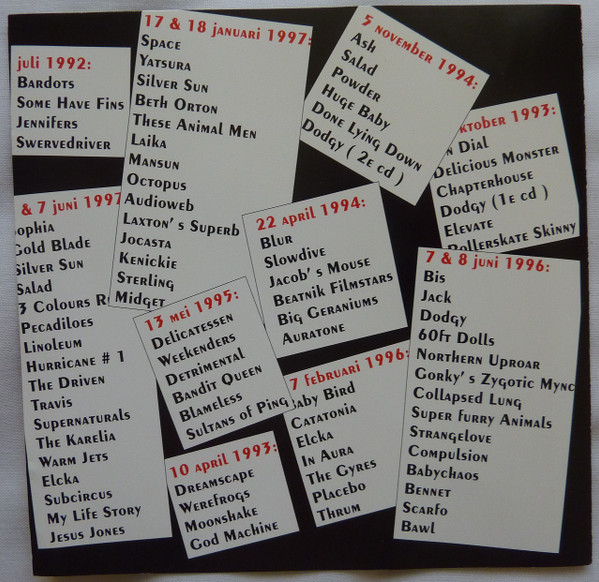 juli 1992:
Bardots
Some Have Fins
Jennifers
Swervedriver
17 & 18 januari 1997:
Space
Yatsura
Silver Sun
Beth Orton
These Animal Men
Laika
Mansun
Octopus
Audioweb
Laxton's Superb
Jocasta
Kenickie
Sterling
Midget
5 november 1994:
Ash
Salad
Powder
Huge Baby
Done Lying Down
Dodgy ( 2e cd )
ktober 1993:
n Dial
Delicious Monster
Chapterhouse
Dodgy (1e cd )
Elevate
Rollerskate Skinny
& 7 juni 1997
ophia
Gold Blade
Silver Sun
Salad
3 Colours R
Pecadiloes
Linoleum
Hurricane # 1
The Driven
Travis
Supernaturals
The Karelia
Warm Jets
Elcka
Subcircus
My Life Story
Jesus Jones
22 april 1994:
Blur
Slowdive
Jacob's Mouse
Beatnik Filmstars
Big Geraniums
Auratone
7 & 8 juni 1996:
Bis
Jack
Dodgy
60ft Dolls
Northern Uproar
Gorky's Zygotic Mync
Collapsed Lung
Super Furry Animals
Strangelove
Compulsion
Babychaos
Bennet
Scarfo
Bawl
13 mei 1995:
Delicatessen
Weekenders
Detrimental
Bandit Queen
Blameless
Sultans of Ping
7 februari 1996:
Baby Bird
Catatonia
Elcka
In Aura
The Gyres
Placebo
Thrum
10 april 1993:
Dreamscape
Werefrogs
Moonshake
God Machine